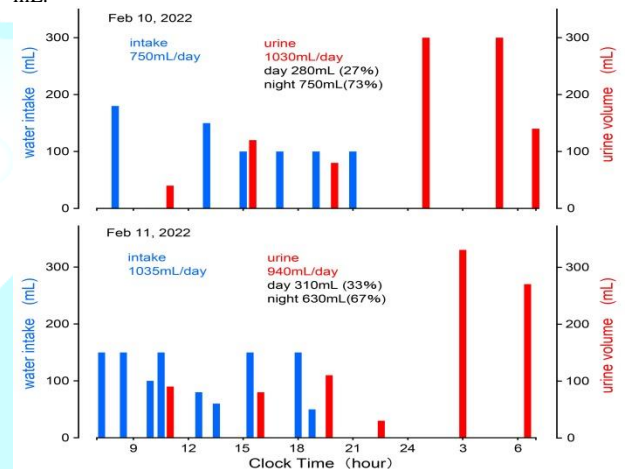 mL.
Feb 10, 2022
intake
750mL/day
urine
1030mL/day
day 280mL (27%)
night 750mL(73%)
water intake (mL)
300
200
100
0
300
200
100
0
urine volume (mL)
Feb 11, 2022
intake
1035mL/day
urine
940mL/day
day 310mL (33%)
night 630mL(67%)
water intake (mL)
300
200
100
0
300
200
100
0
urine volume (mL)
9 12 15 18 21 24 3 6
Clock Time (hour)